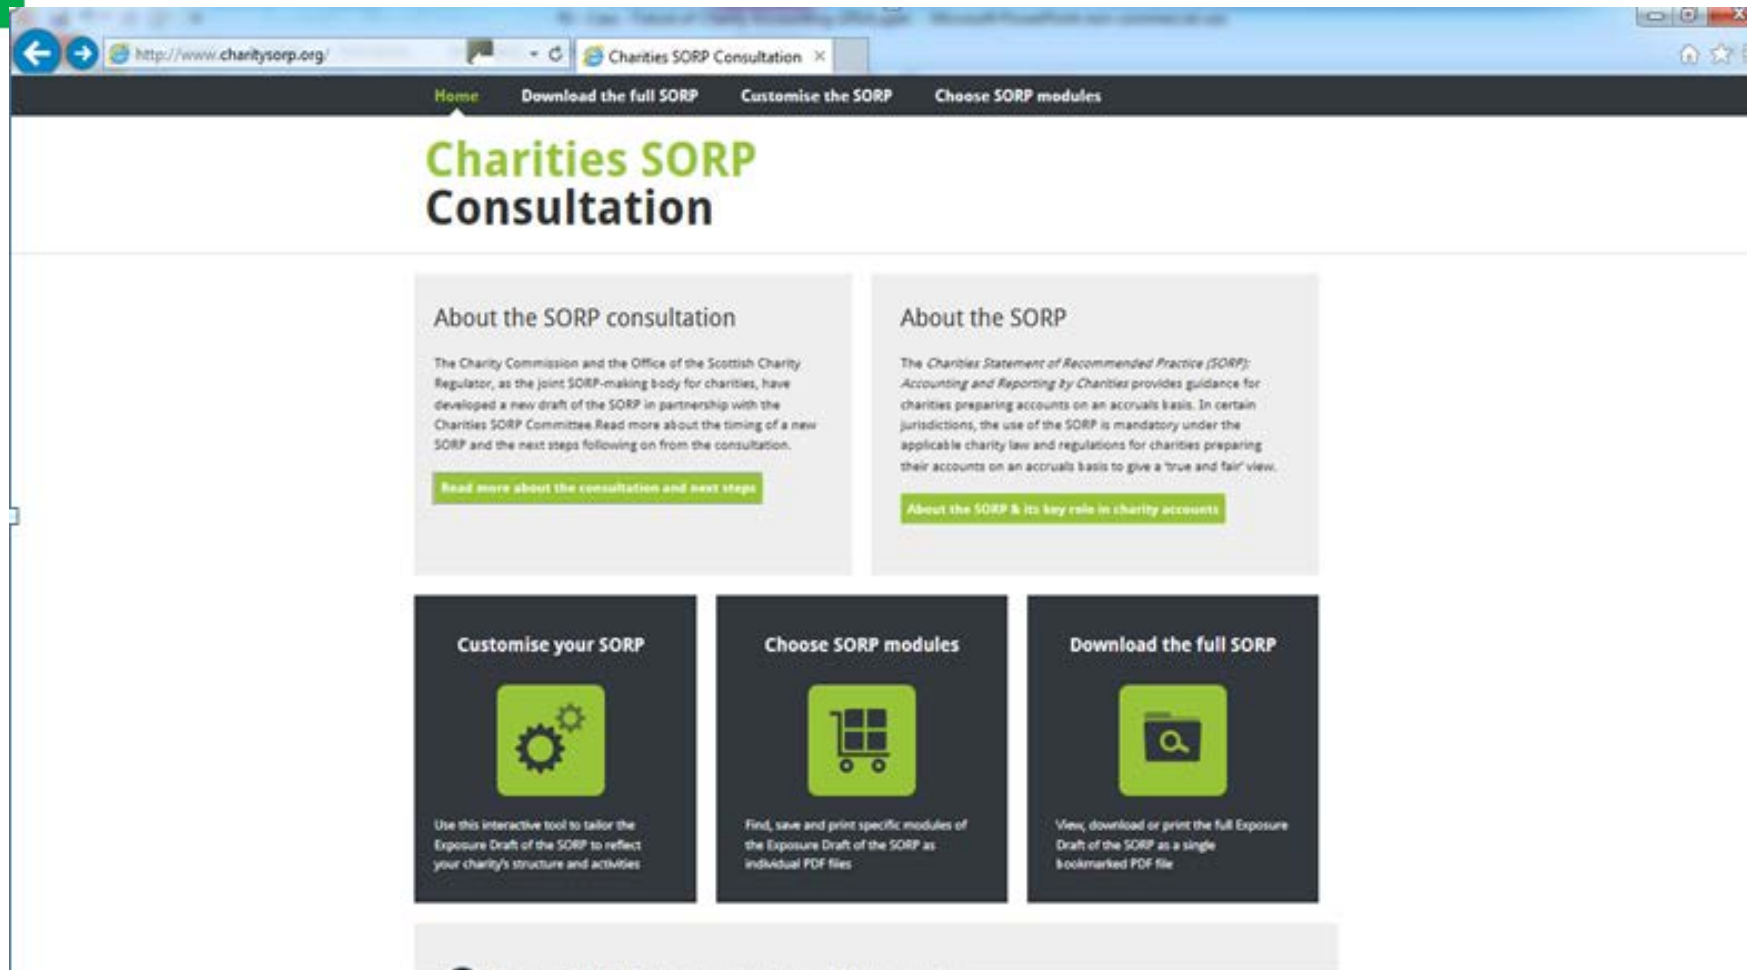 http://www.charitysorp.org/
Charities SORP Consultation
Home Download the full SORP Customise the SORP Choose SORP modules
Charities SORP
Consultation
About the SORP consultation
The Charity Commission and the Office of the Scottish Charity
Regulator, as the joint SORP-making body for charities, have
developed a new draft of the SORP in partnership with the
Charities SORP Committee.Read more about the timing of a new
SORP and the next steps following on from the consultation.
Read more about the consultation and next steps
About the SORP
The Charities Statement of Recommended Practice (SORP):
Accounting and Reporting by Charities provides guidance for
charities preparing accounts on an accruals basis. In certain
jurisdictions, the use of the SORP is mandatory under the
applicable charity law and regulations for charities preparing
their accounts on an accruals basis to give a 'true and fair' view.
About the SORP & its key role in charity accounts
Customise your SORP
Use this interactive tool to tailor the
Exposure Draft of the SORP to reflect
your charity's structure and activities
Choose SORP modules
Find, save and print specific modules of
the Exposure Draft of the SORP as
individual PDF files
Download the full SORP
View, download or print the full Exposure
Draft of the SORP as a single
bookmarked PDF file